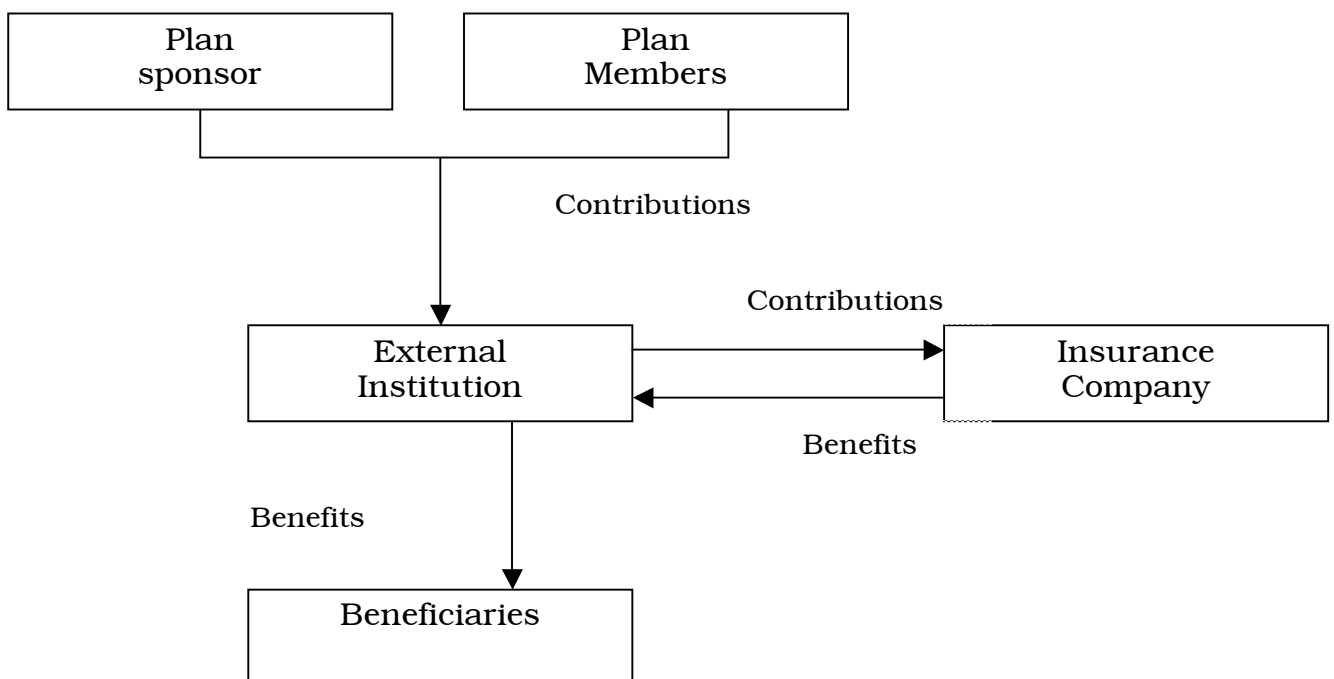 Plan
sponsor
Plan
Members
Contributions
Contributions
External
Institution
Insurance
Company
Benefits
Benefits
Beneficiaries